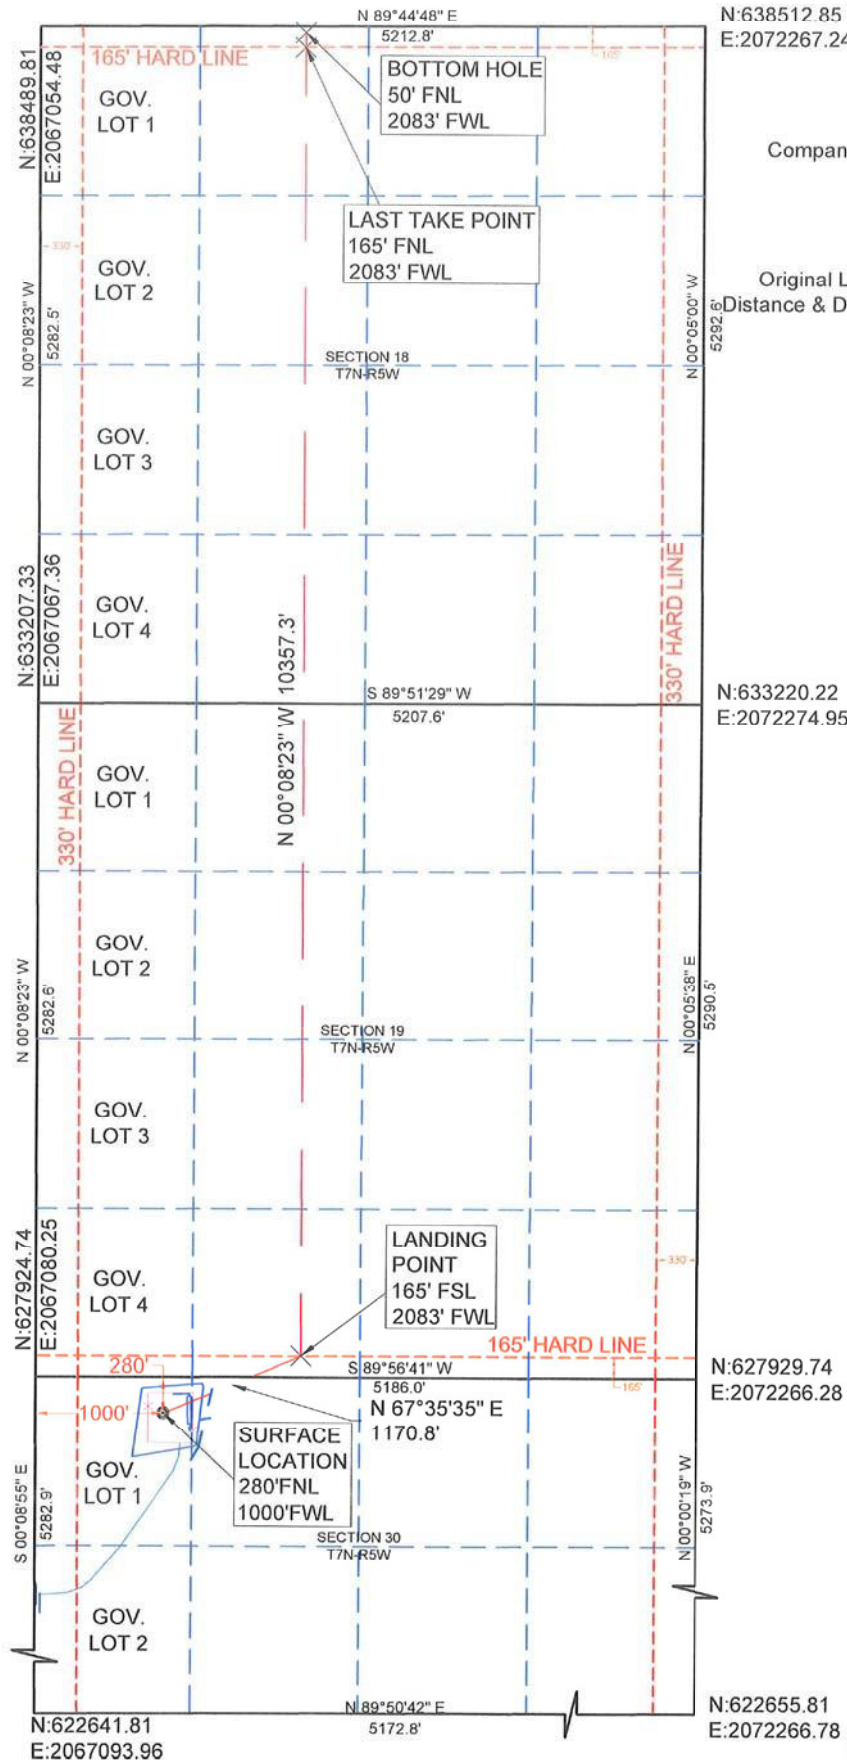 N 89°44'48" E
5212.8'
N:638512.85
E:2072267.24
165' HARD LINE
165'
N:638489.81
E:2067054.48
GOV.
LOT 1
BOTTOM HOLE
50' FNL
2083' FWL
Compan
LAST TAKE POINT
165' FNL
2083' FWL
330'
GOV.
LOT 2
Original L
Distance & D
N 00°08'23" W
5282.5'
N 00°05'00" W
5292.6'
SECTION 18
T7N-R5W
GOV.
LOT 3
N:633207.33
E:2067067.36
GOV.
LOT 4
N 00°08'23" W 10357.3'
330' HARD LINE
S 89°51'29" W
5207.6'
N:633220.22
E:2072274.95
330' HARD LINE
GOV.
LOT 1
GOV.
LOT 2
N 00°08'23" W
5282.6'
N 00°05'38" E
5290.5'
SECTION 19
T7N-R5W
GOV.
LOT 3
N:627924.74
E:2067080.25
LANDING
POINT
165' FSL
2083' FWL
330'
GOV.
LOT 4
165' HARD LINE
280'
S 89°56'41" W
5186.0'
165'
N:627929.74
E:2072266.28
1000'
N 67°35'35" E
1170.8'
SURFACE
LOCATION
280'FNL
1000'FWL
GOV.
LOT 1
S 00°08'55" E
5282.9'
N 00°00'19" W
5273.9'
SECTION 30
T7N-R5W
GOV.
LOT 2
N 89°50'42" E
5172.8'
N:622641.81
E:2067093.96
N:622655.81
E:2072266.78